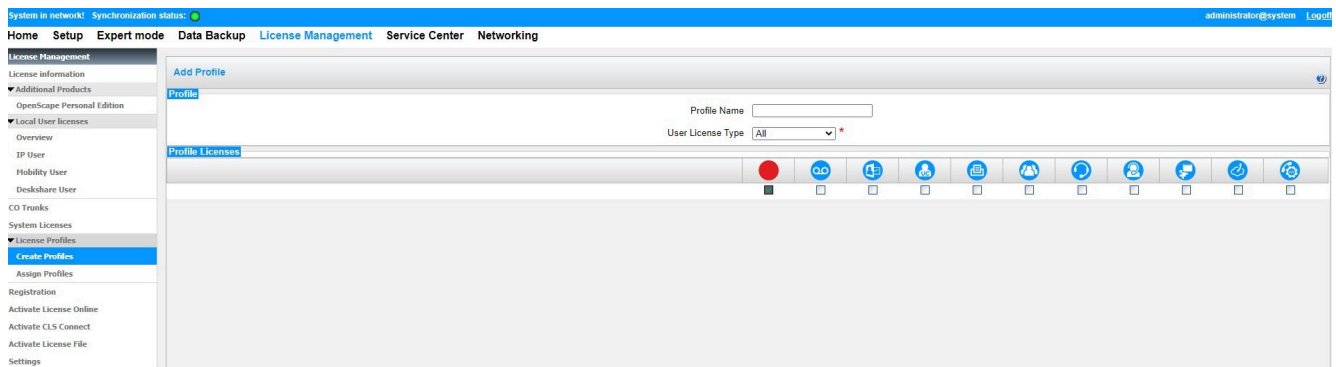 System in network! Synchronization status:
administrator@system Logoff
Home Setup Expert mode Data Backup License Management Service Center Networking
License Management
License information
Additional Products
OpenScape Personal Edition
Local User licenses
Overview
IP User
Mobility User
Deskshare User
CO Trunks
System Licenses
License Profiles
Create Profiles
Assign Profiles
Registration
Activate License Online
Activate CLS Connect
Activate License File
Settings
Add Profile
Profile
Profile Name
User License Type All *
Profile Licenses
UC